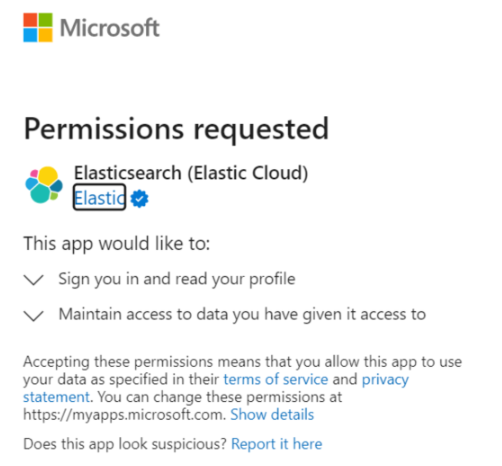 Microsoft
Permissions requested
Elasticsearch (Elastic Cloud)
Elastic
This app would like to:
Sign you in and read your profile
Maintain access to data you have given it access to
Accepting these permissions means that you allow this app to use
your data as specified in their terms of service and privacy
statement. You can change these permissions at
https://myapps.microsoft.com. Show details
Does this app look suspicious? Report it here